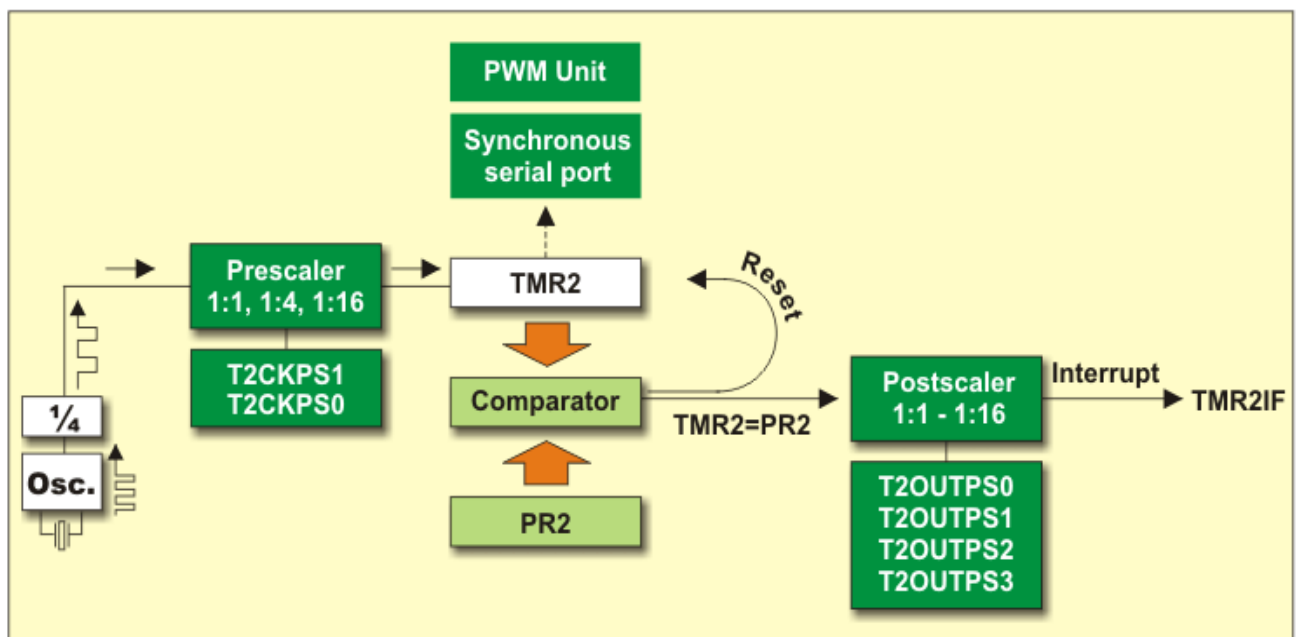 PWM Unit
Synchronous
serial port
Prescaler
1:1, 1:4, 1:16
TMR2
Reset
T2CKPS1
T2CKPS0
Comparator
TMR2=PR2
Postscaler
1:1 - 1:16
Interrupt
TMR2IF
¼
Osc.
PR2
T2OUTPS0
T2OUTPS1
T2OUTPS2
T2OUTPS3